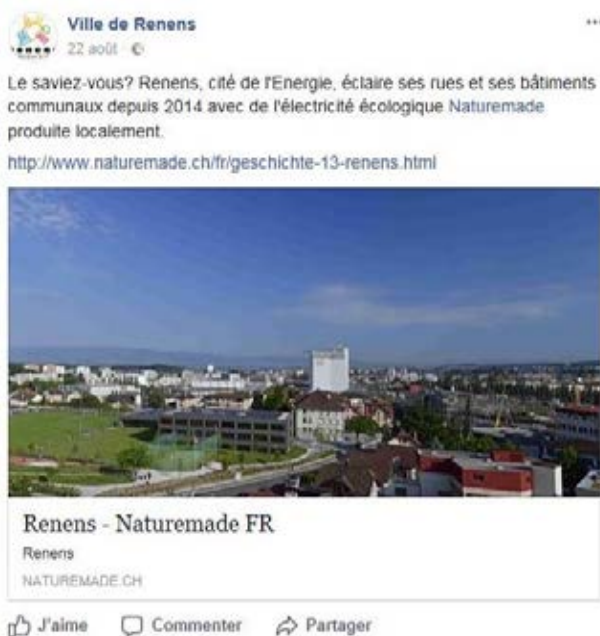 Ville de Renens
22 août
Le saviez-vous? Renens, cité de l'Energie, éclaire ses rues et ses bâtiments
communaux depuis 2014 avec de l'électricité écologique Naturemade
produite localement.
http://www.naturemade.ch/fr/geschichte-13-renens.html
Renens - Naturemade FR
Renens
NATUREMADE.CH
J'aime Commenter Partager